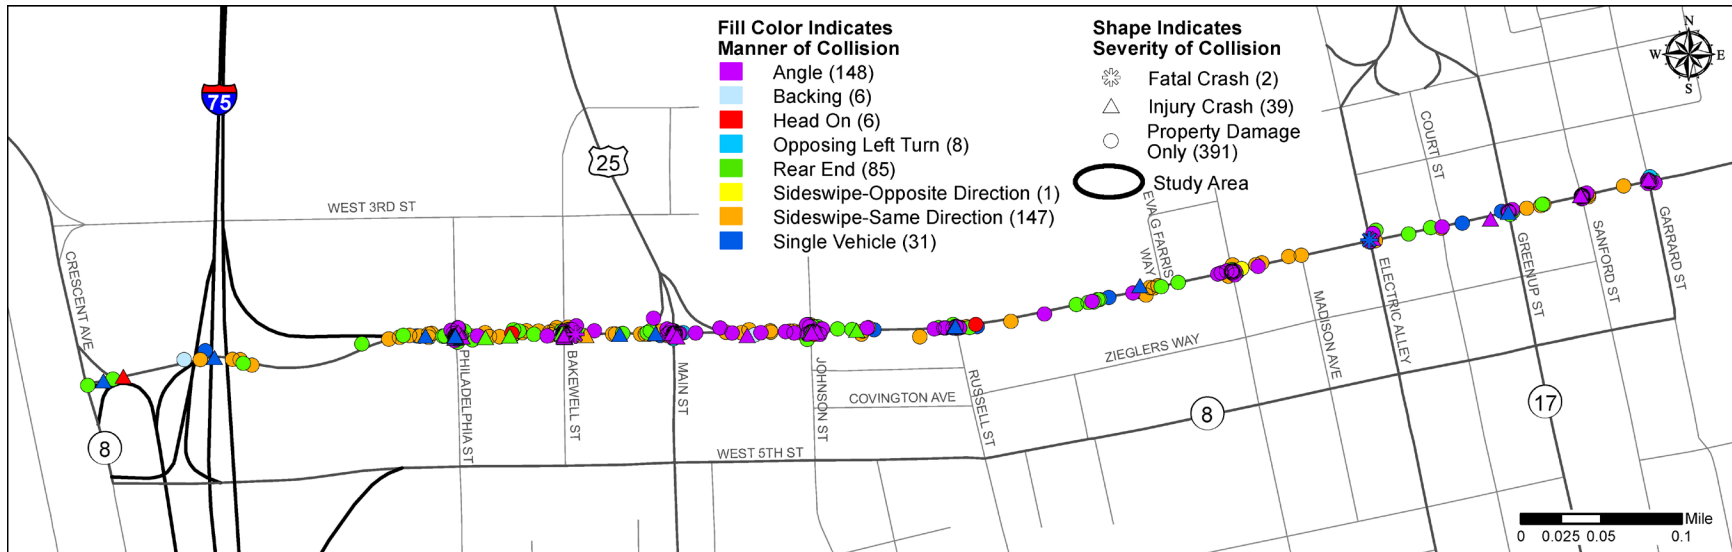 Fill Color Indicates
Manner of Collision
Angle (148)
Backing (6)
Head On (6)
Opposing Left Turn (8)
Rear End (85)
Sideswipe-Opposite Direction (1)
Sideswipe-Same Direction (147)
Single Vehicle (31)
Shape Indicates
Severity of Collision
Fatal Crash (2)
Injury Crash (39)
Property Damage
Only (391)
Study Area
N
W E
S
75
25
WEST 3RD ST
CRESCENT AVE
8
PHILADELPHIA ST
BAKEWELL ST
MAIN ST
JOHNSON ST
COVINGTON AVE
RUSSELL ST
WEST 5TH ST
ZIEGLERS WAY
EVA G FARRIS
WAY
MADISON AVE
ELECTRIC ALLEY
COURT ST
GREENUP ST
SANFORD ST
GARRARD ST
8
17
Mile
0 0.025 0.05 0.1